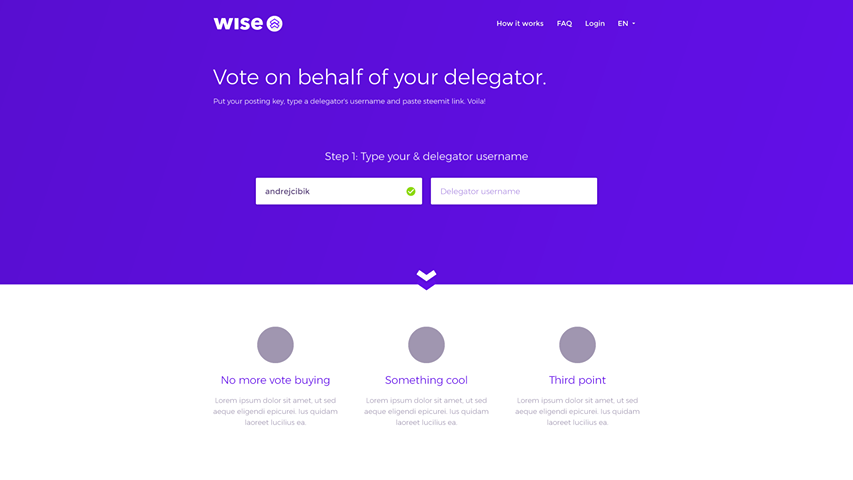 wise
How it works FAQ Login EN
Vote on behalf of your delegator.
Put your posting key, type a delegator's username and paste steemit link. Voila!
Step 1: Type your & delegator username
andrejcibik
Delegator username
No more vote buying
Lorem ipsum dolor sit amet, ut sed
aeque eligendi epicurei. Ius quidam
laoreet lucilius ea.
Something cool
Lorem ipsum dolor sit amet, ut sed
aeque eligendi epicurei. Ius quidam
laoreet lucilius ea.
Third point
Lorem ipsum dolor sit amet, ut sed
aeque eligendi epicurei. Ius quidam
laoreet lucilius ea.